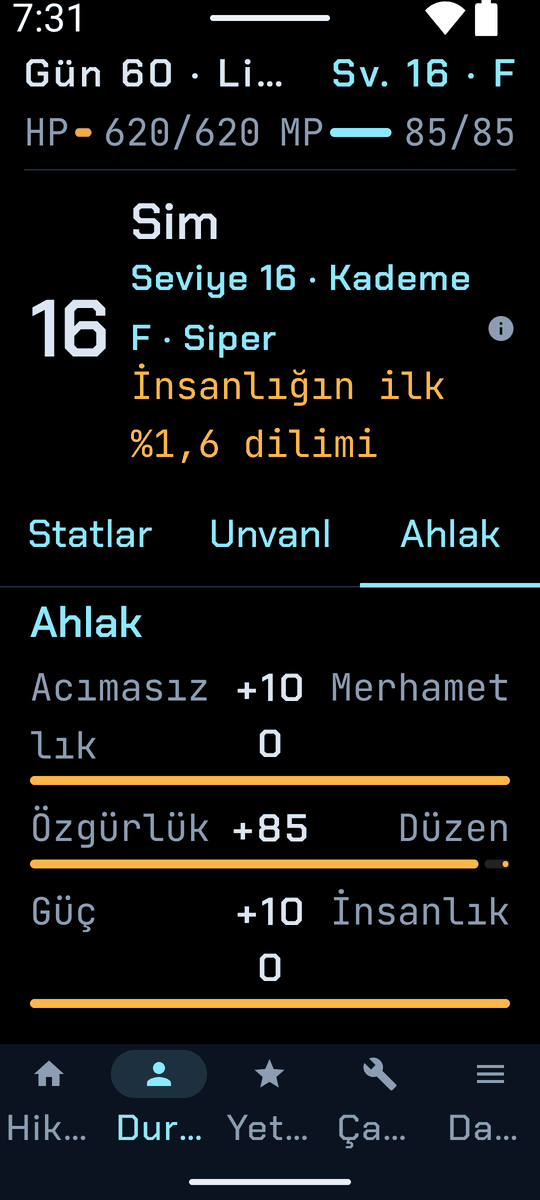 7:31
Gün 60 · Li... Sv. 16 · F
HP 620/620 MP 85/85
Sim
Seviye 16 · Kademe
16 F · Siper
İnsanlığın ilk
%1,6 dilimi
Statlar Unvanl Ahlak
Ahlak
Acımasız +10 Merhamet
lık 0
Özgürlük +85 Düzen
Güç +10 İnsanlık
0
Hik... Dur... Yet... Ça... Da...